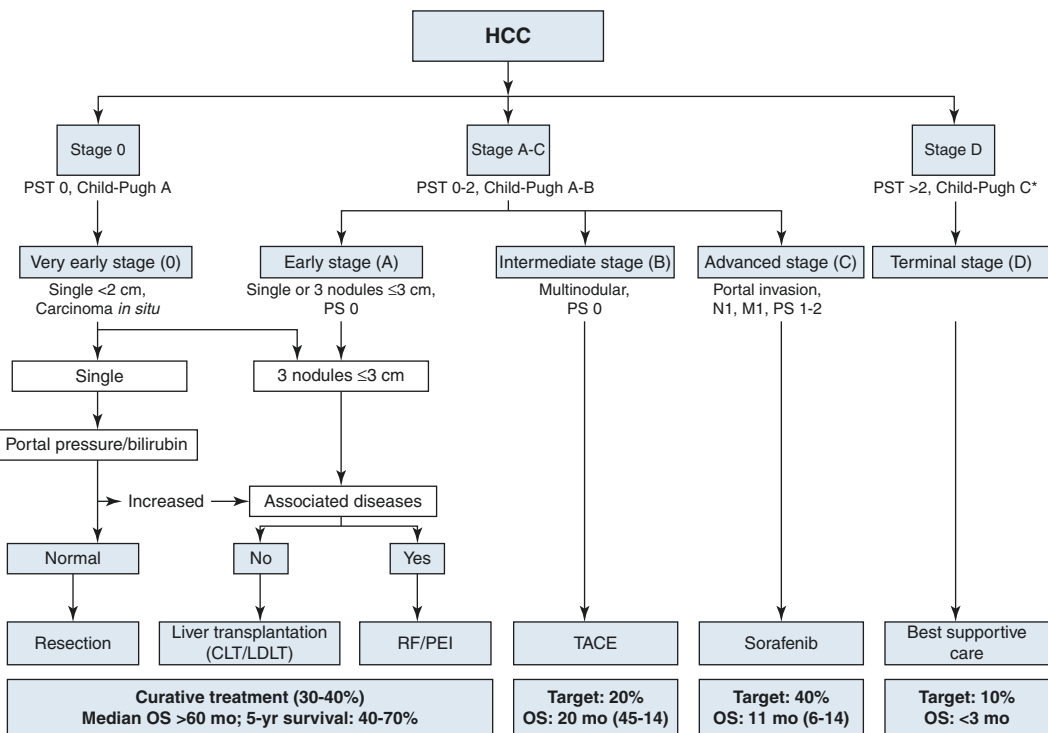 HCC
Stage 0
PST 0, Child-Pugh A
Stage A-C
PST 0-2, Child-Pugh A-B
Stage D
PST >2, Child-Pugh C*
Very early stage (0)
Single <2 cm,
Carcinoma in situ
Early stage (A)
Single or 3 nodules ≤3 cm,
PS 0
Intermediate stage (B)
Multinodular,
PS 0
Advanced stage (C)
Portal invasion,
N1, M1, PS 1-2
Terminal stage (D)
Single
3 nodules ≤3 cm
Portal pressure/bilirubin
Increased
Associated diseases
Normal
No
Yes
Resection
Liver transplantation
(CLT/LDLT)
RF/PEI
TACE
Sorafenib
Best supportive
care
Curative treatment (30-40%)
Median OS >60 mo; 5-yr survival: 40-70%
Target: 20%
OS: 20 mo (45-14)
Target: 40%
OS: 11 mo (6-14)
Target: 10%
OS: <3 mo